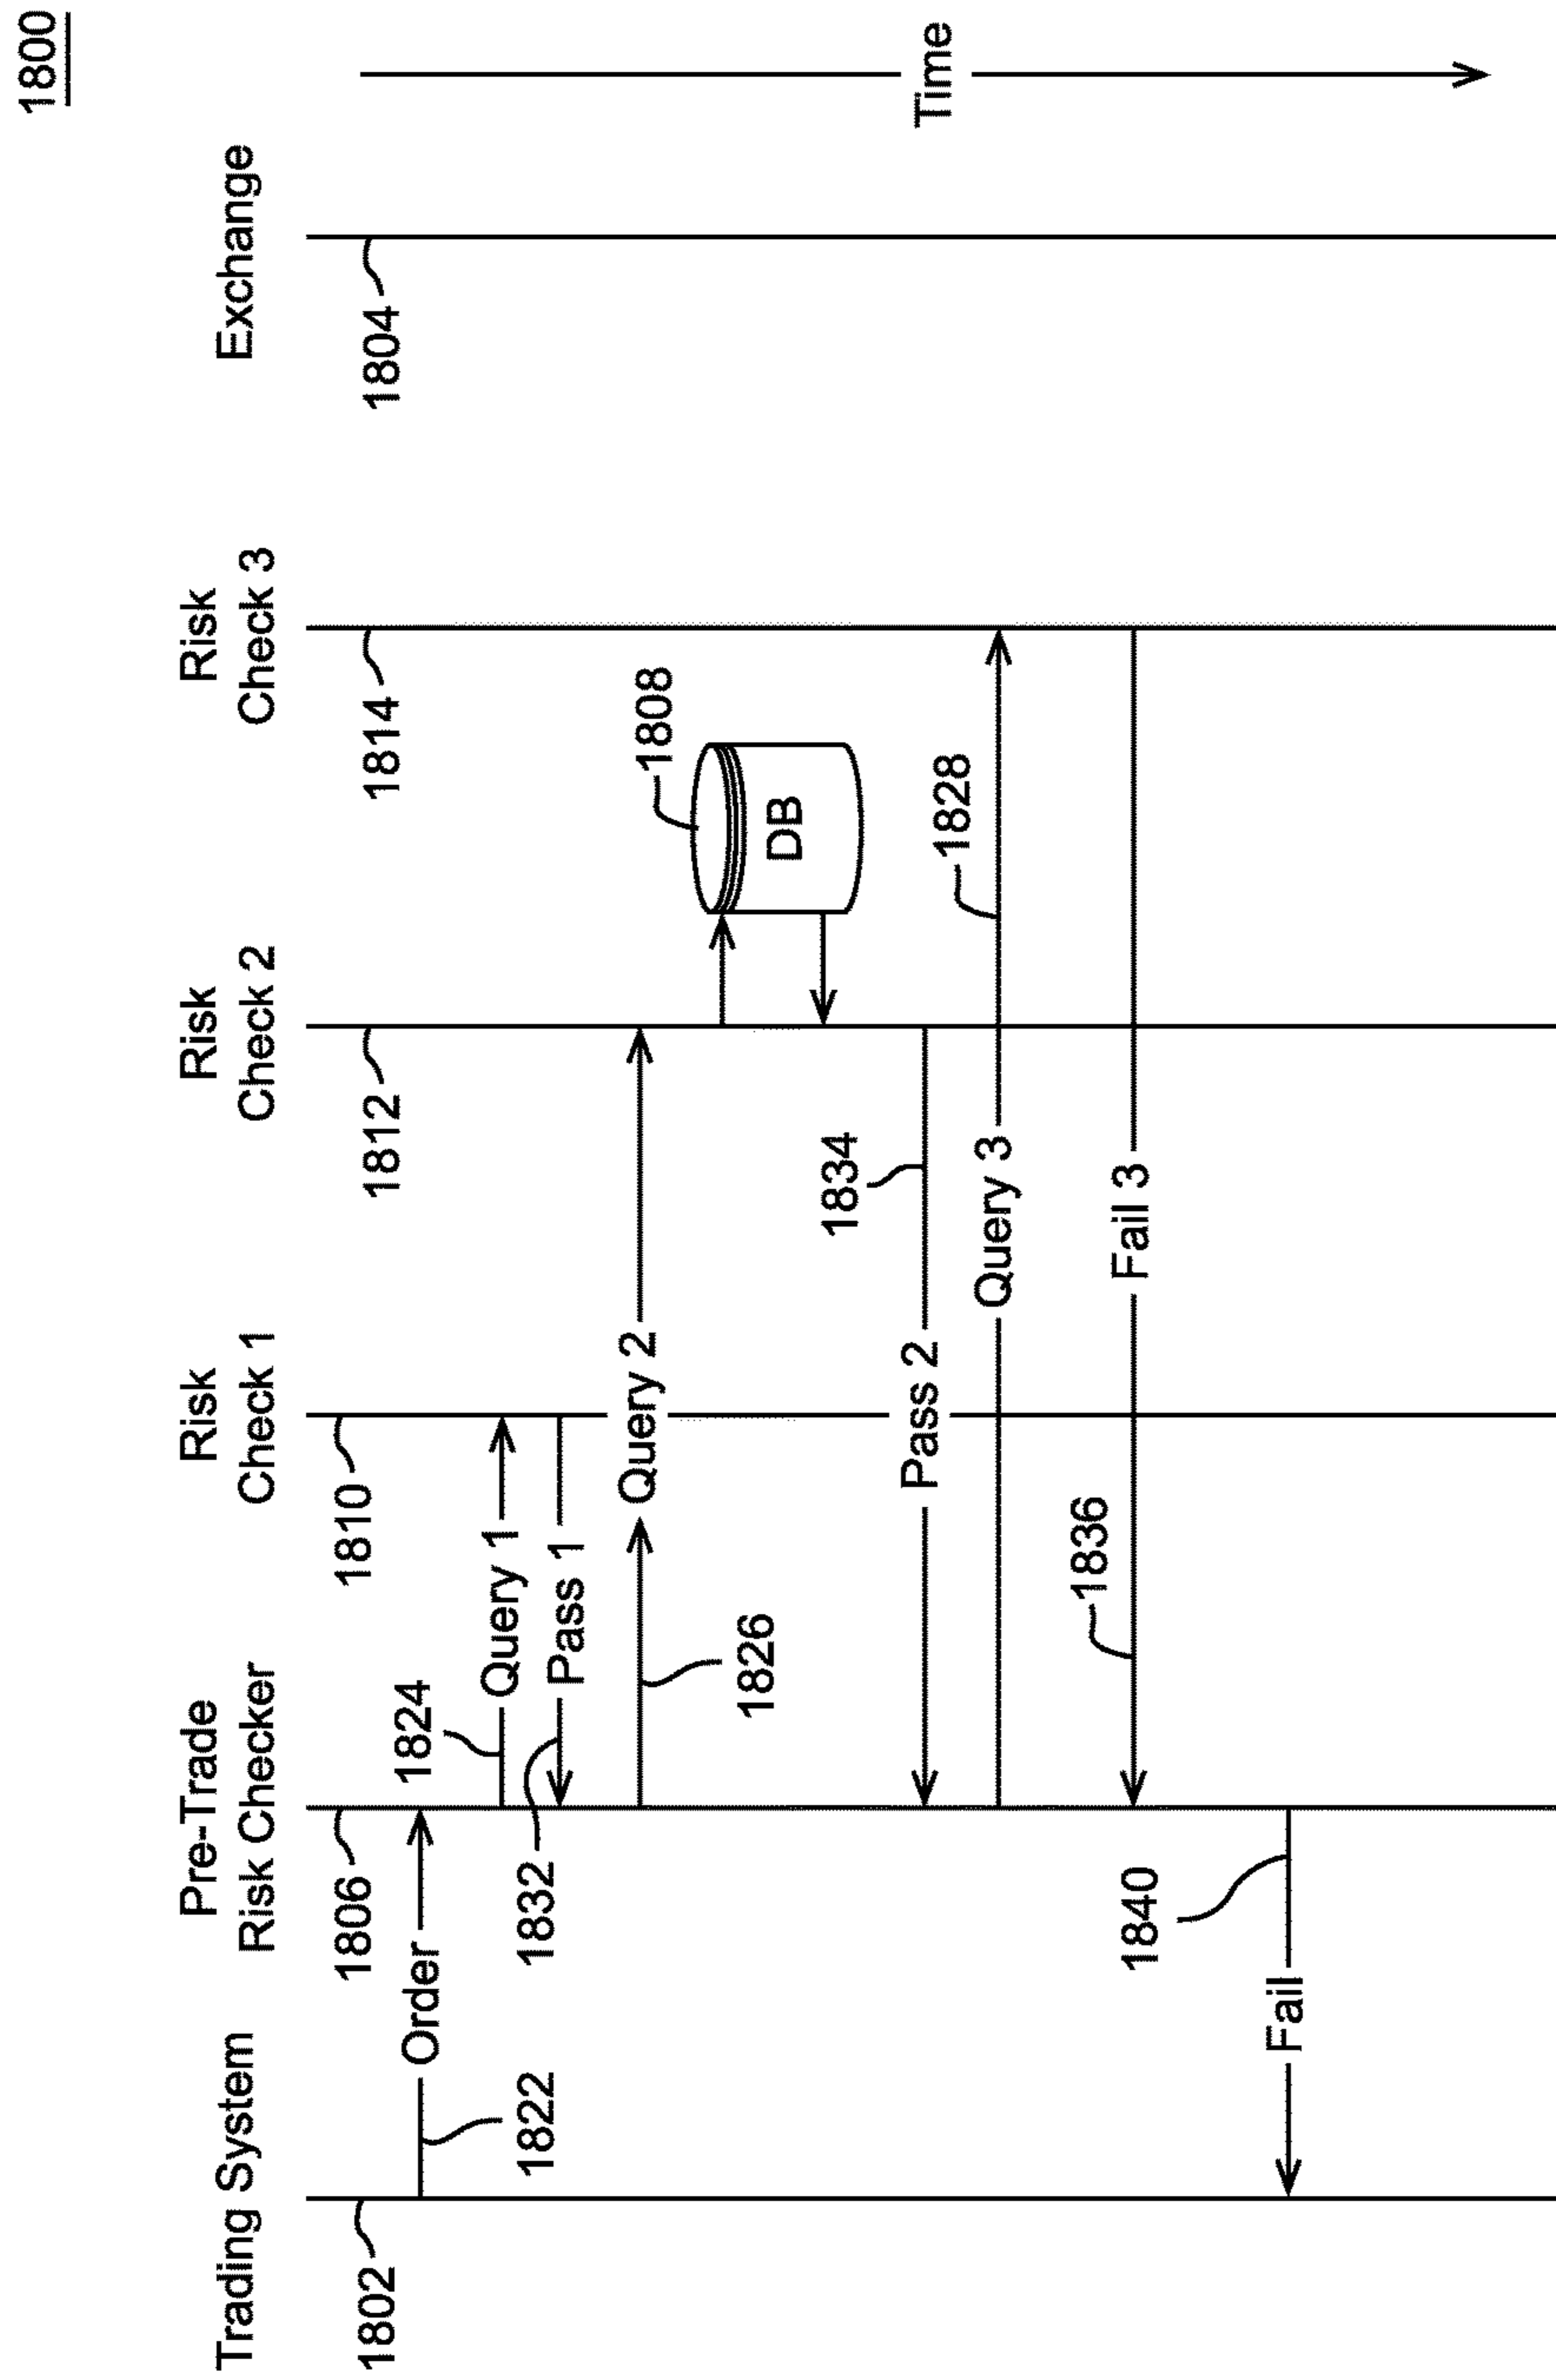 1800
Trading System
Pre-Trade
Risk Checker
Risk
Check 1
Risk
Check 2
Risk
Check 3
Exchange
1802
1806
1810
1812
1814
1804
Order
1822
1824
Query 1
1832
Pass 1
Query 2
1826
1808
DB
1834
Pass 2
1828
Query 3
1836
Fail 3
1840
Fail
Time